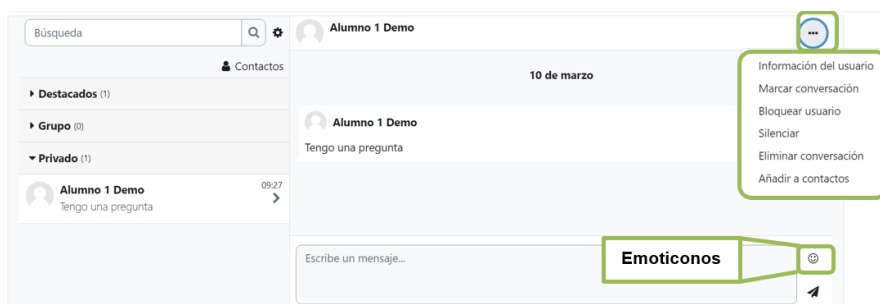 Búsqueda
Contactos
Destacados (1)
Grupo (0)
Privado (1)
Alumno 1 Demo
09:27
Tengo una pregunta
Alumno 1 Demo
10 de marzo
Alumno 1 Demo
Tengo una pregunta
Escribe un mensaje...
Emoticonos
Información del usuario
Marcar conversación
Bloquear usuario
Silenciar
Eliminar conversación
Añadir a contactos